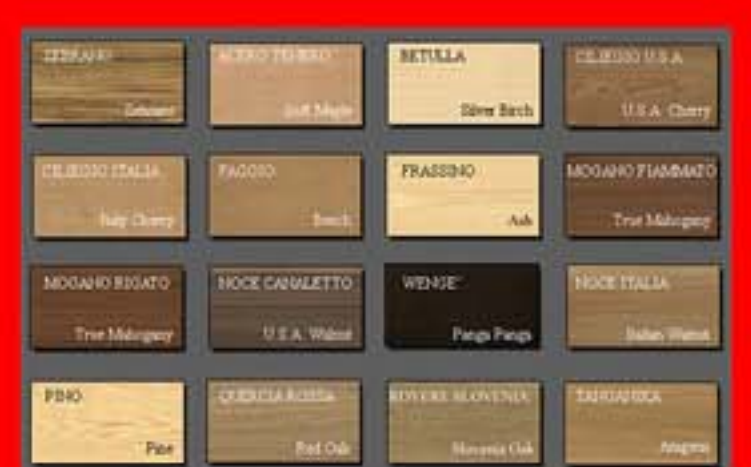 ZEBRANO
Zebrano
ACERO TENERO
Soft Maple
BETULLA
Silver Birch
CILIEGIO U.S.A
U.S.A. Cherry
CILIEGIO ITALIA
Italy Cherry
FAGGIO
Beech
FRASSINO
Ash
MOGANO FIAMMATO
True Mahogany
MOGANO RIGATO
True Mahogany
NOCE CANALETTO
U.S.A. Walnut
WENGE'
Panga Panga
NOCE ITALIA
Italian Walnut
PINO
Pine
QUERCIA ROSSA
Red Oak
ROVERE SLOVENIA
Slovenia Oak
TANGANIKA